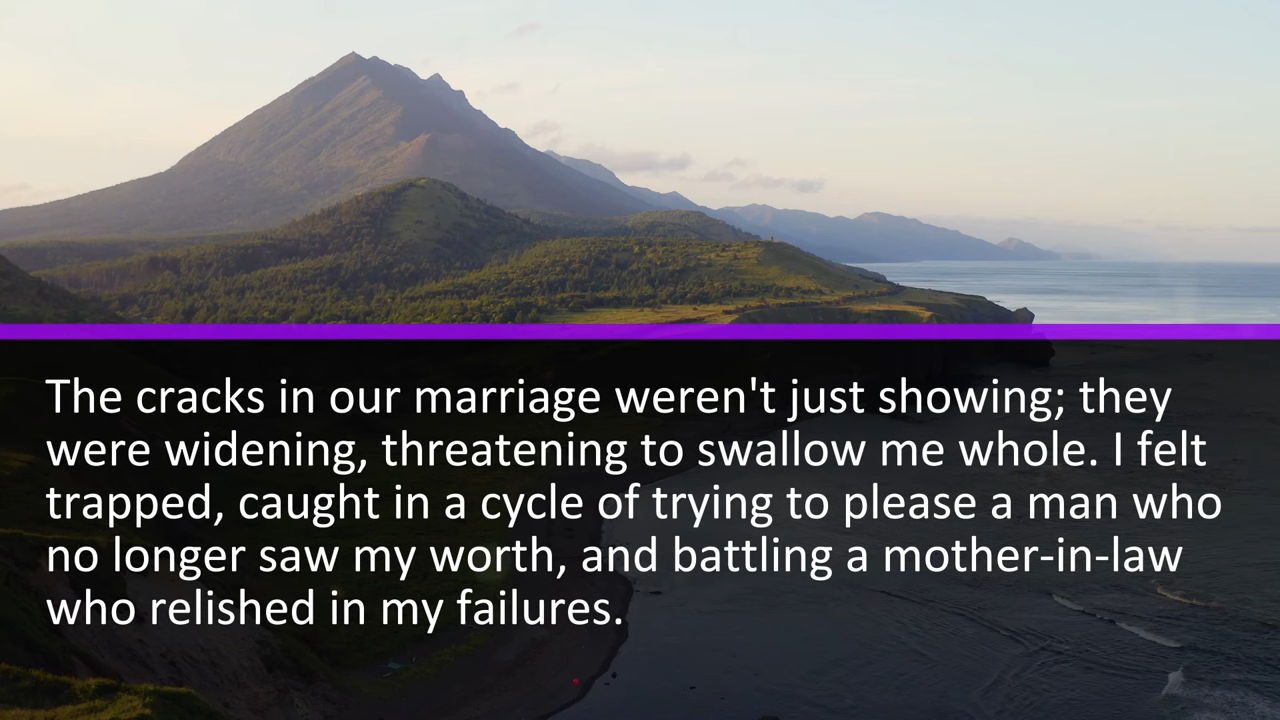 The cracks in our marriage weren't just showing; they
were widening, threatening to swallow me whole. I felt
trapped, caught in a cycle of trying to please a man who
no longer saw my worth, and battling a mother-in-law
who relished in my failures.